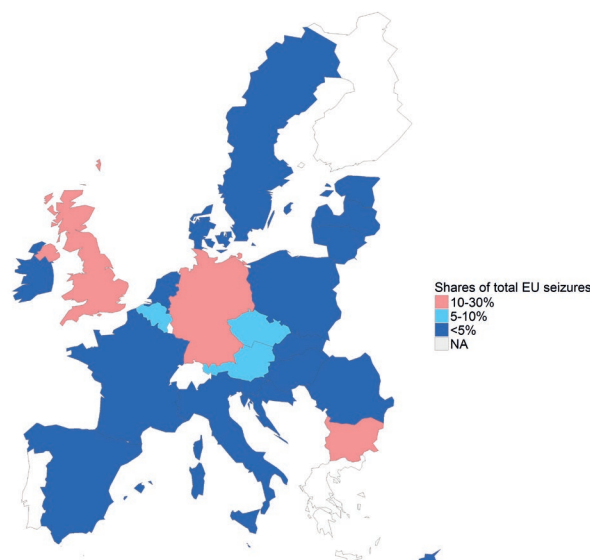 Shares of total EU seizures
10-30%
5-10%
<5%
NA